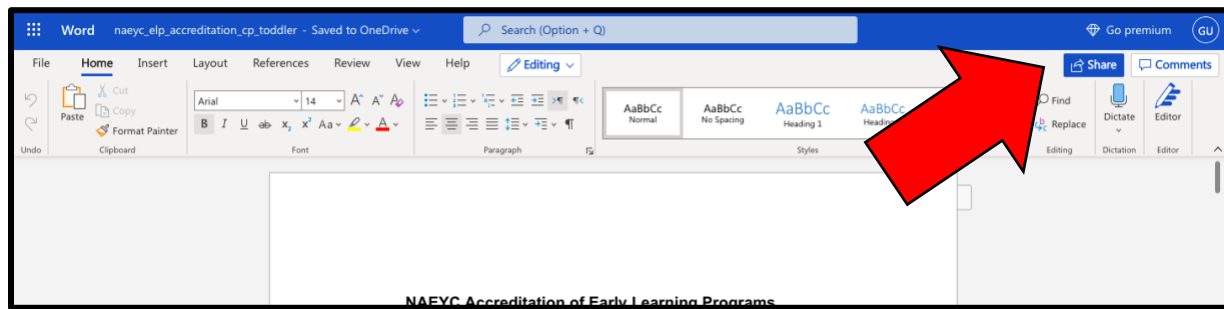 Word naeyc_elp_accreditation_cp_toddler - Saved to OneDrive Search (Option + Q) Go premium GU
File Home Insert Layout References Review View Help Editing Share Comments
Paste Cut Copy Format Painter
Arial 14 A A A
B I U ab x₂ x² Aa A
AaBbCc Normal
AaBbCc No Spacing
AaBbCc Heading 1
AaBbCc
Find
Replace
Dictate
Editor
Undo Clipboard Font Paragraph Styles Editing Dictation Editor
NAEYC Accreditation of Early Learning Programs